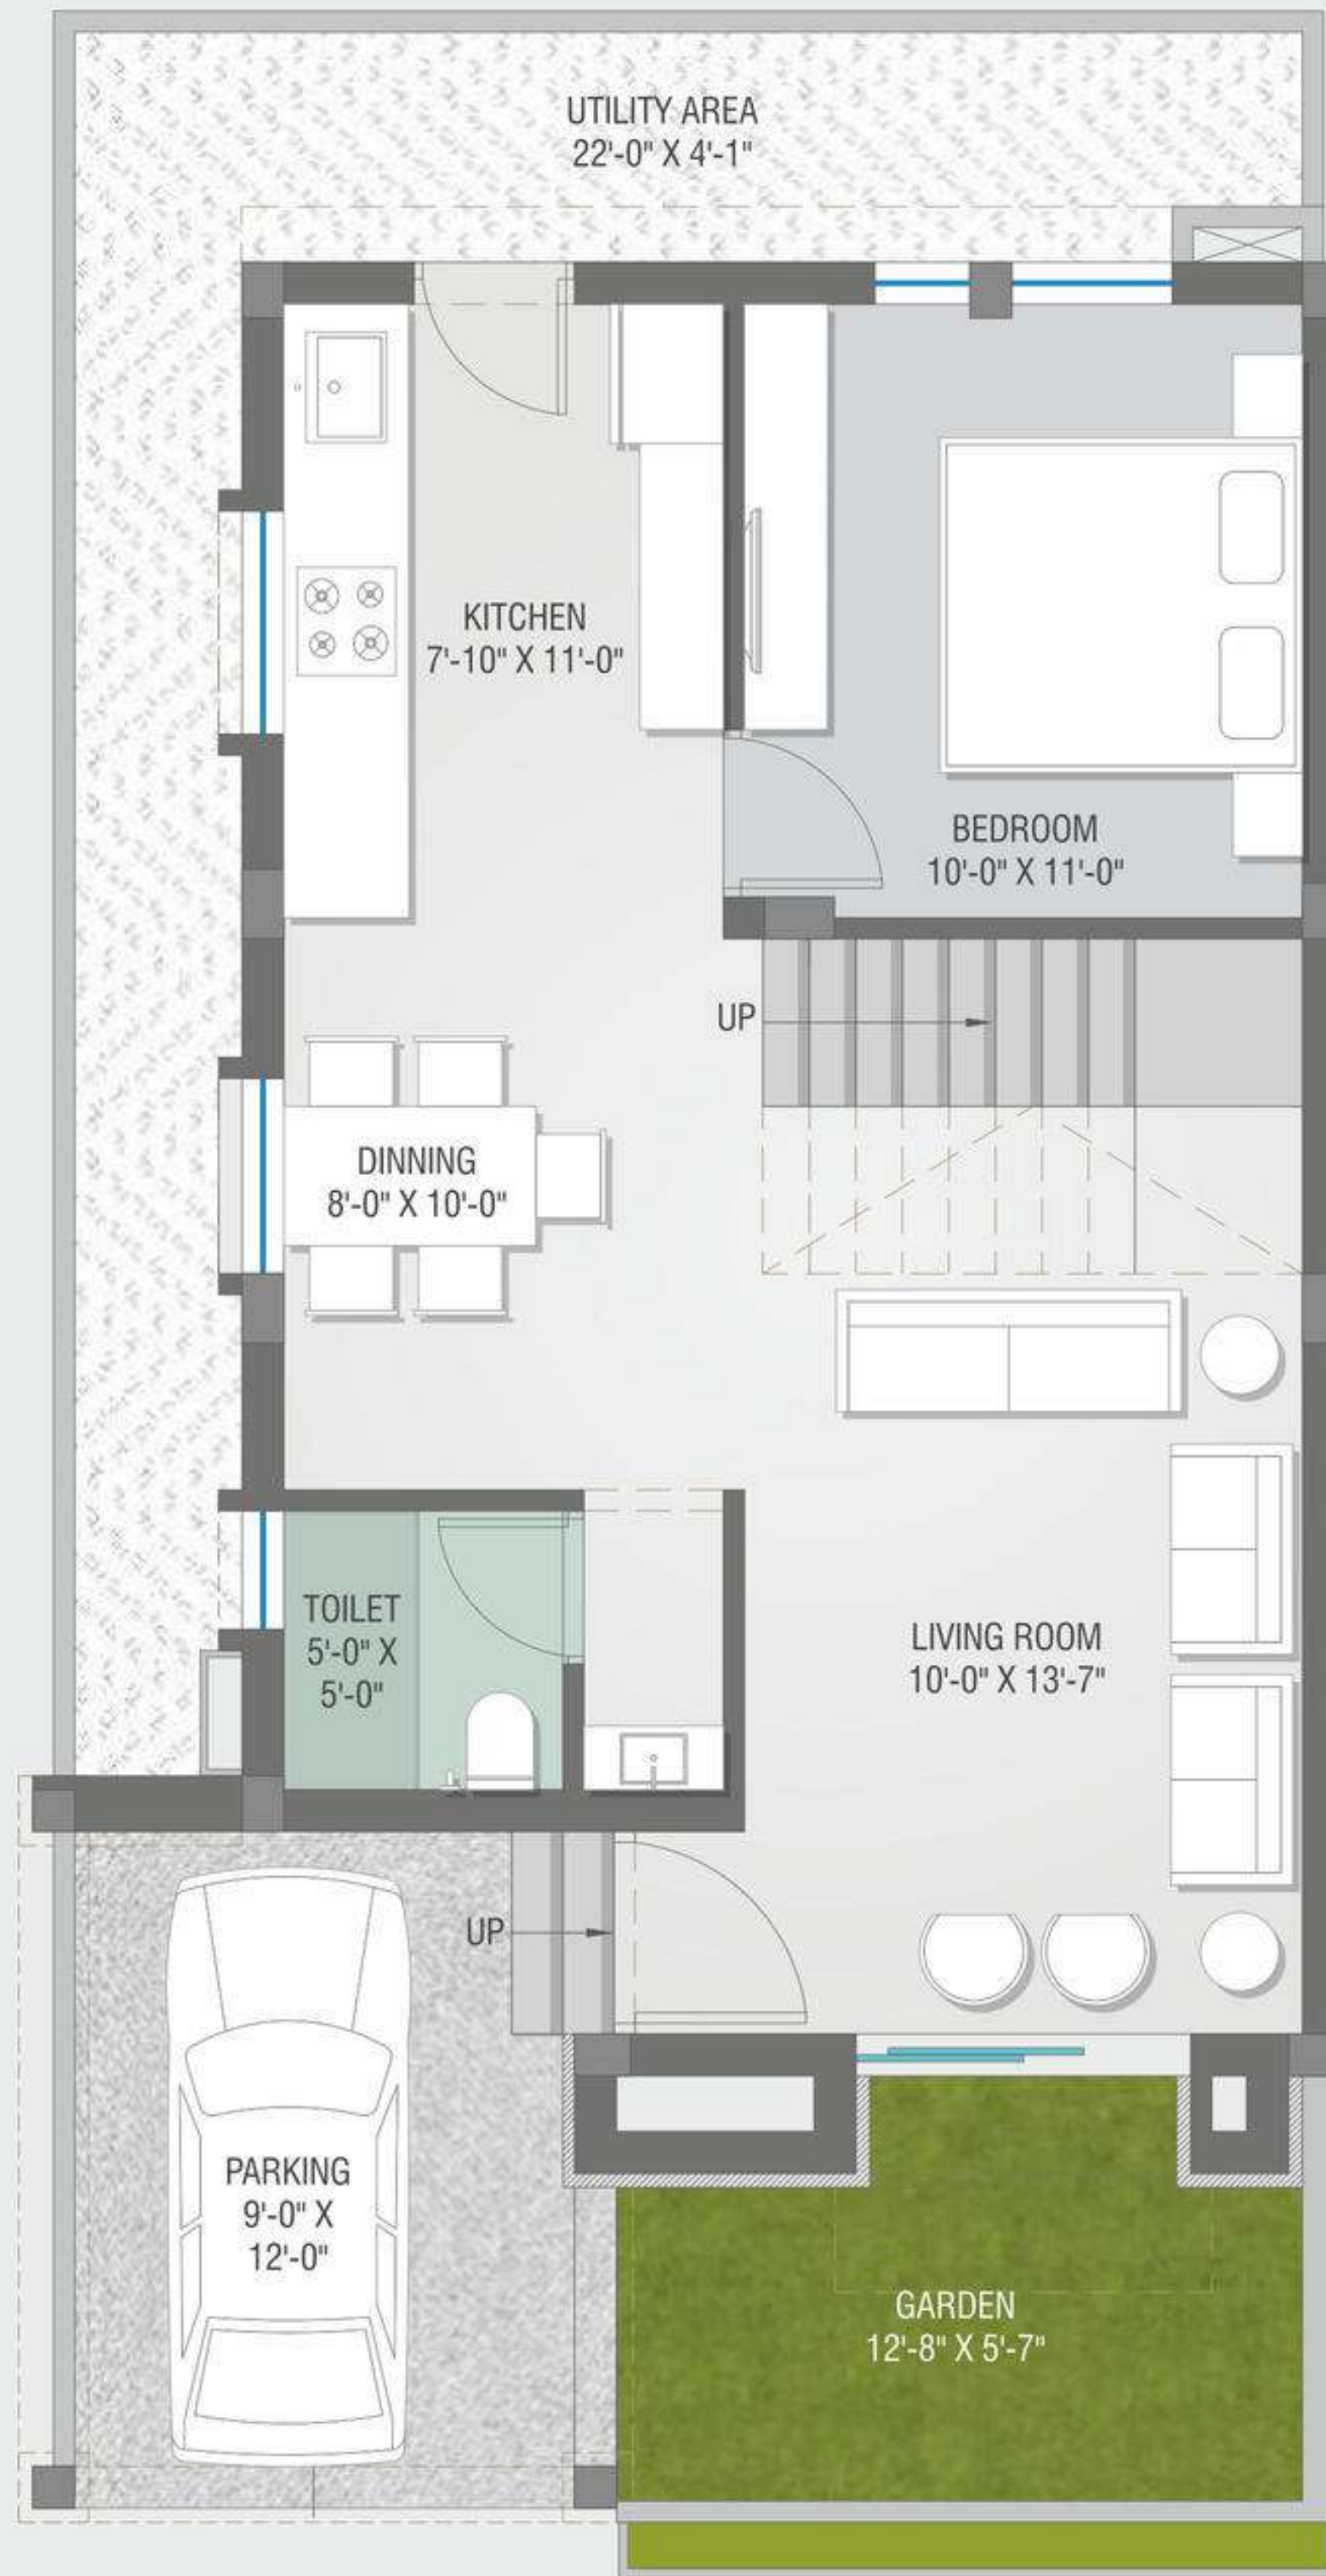 UTILITY AREA
22'-0" X 4'-1"
KITCHEN
7'-10" X 11'-0"
BEDROOM
10'-0" X 11'-0"
UP
DINNING
8'-0" X 10'-0"
TOILET
5'-0" X
5'-0"
LIVING ROOM
10'-0" X 13'-7"
UP
PARKING
9'-0" X
12'-0"
GARDEN
12'-8" X 5'-7"